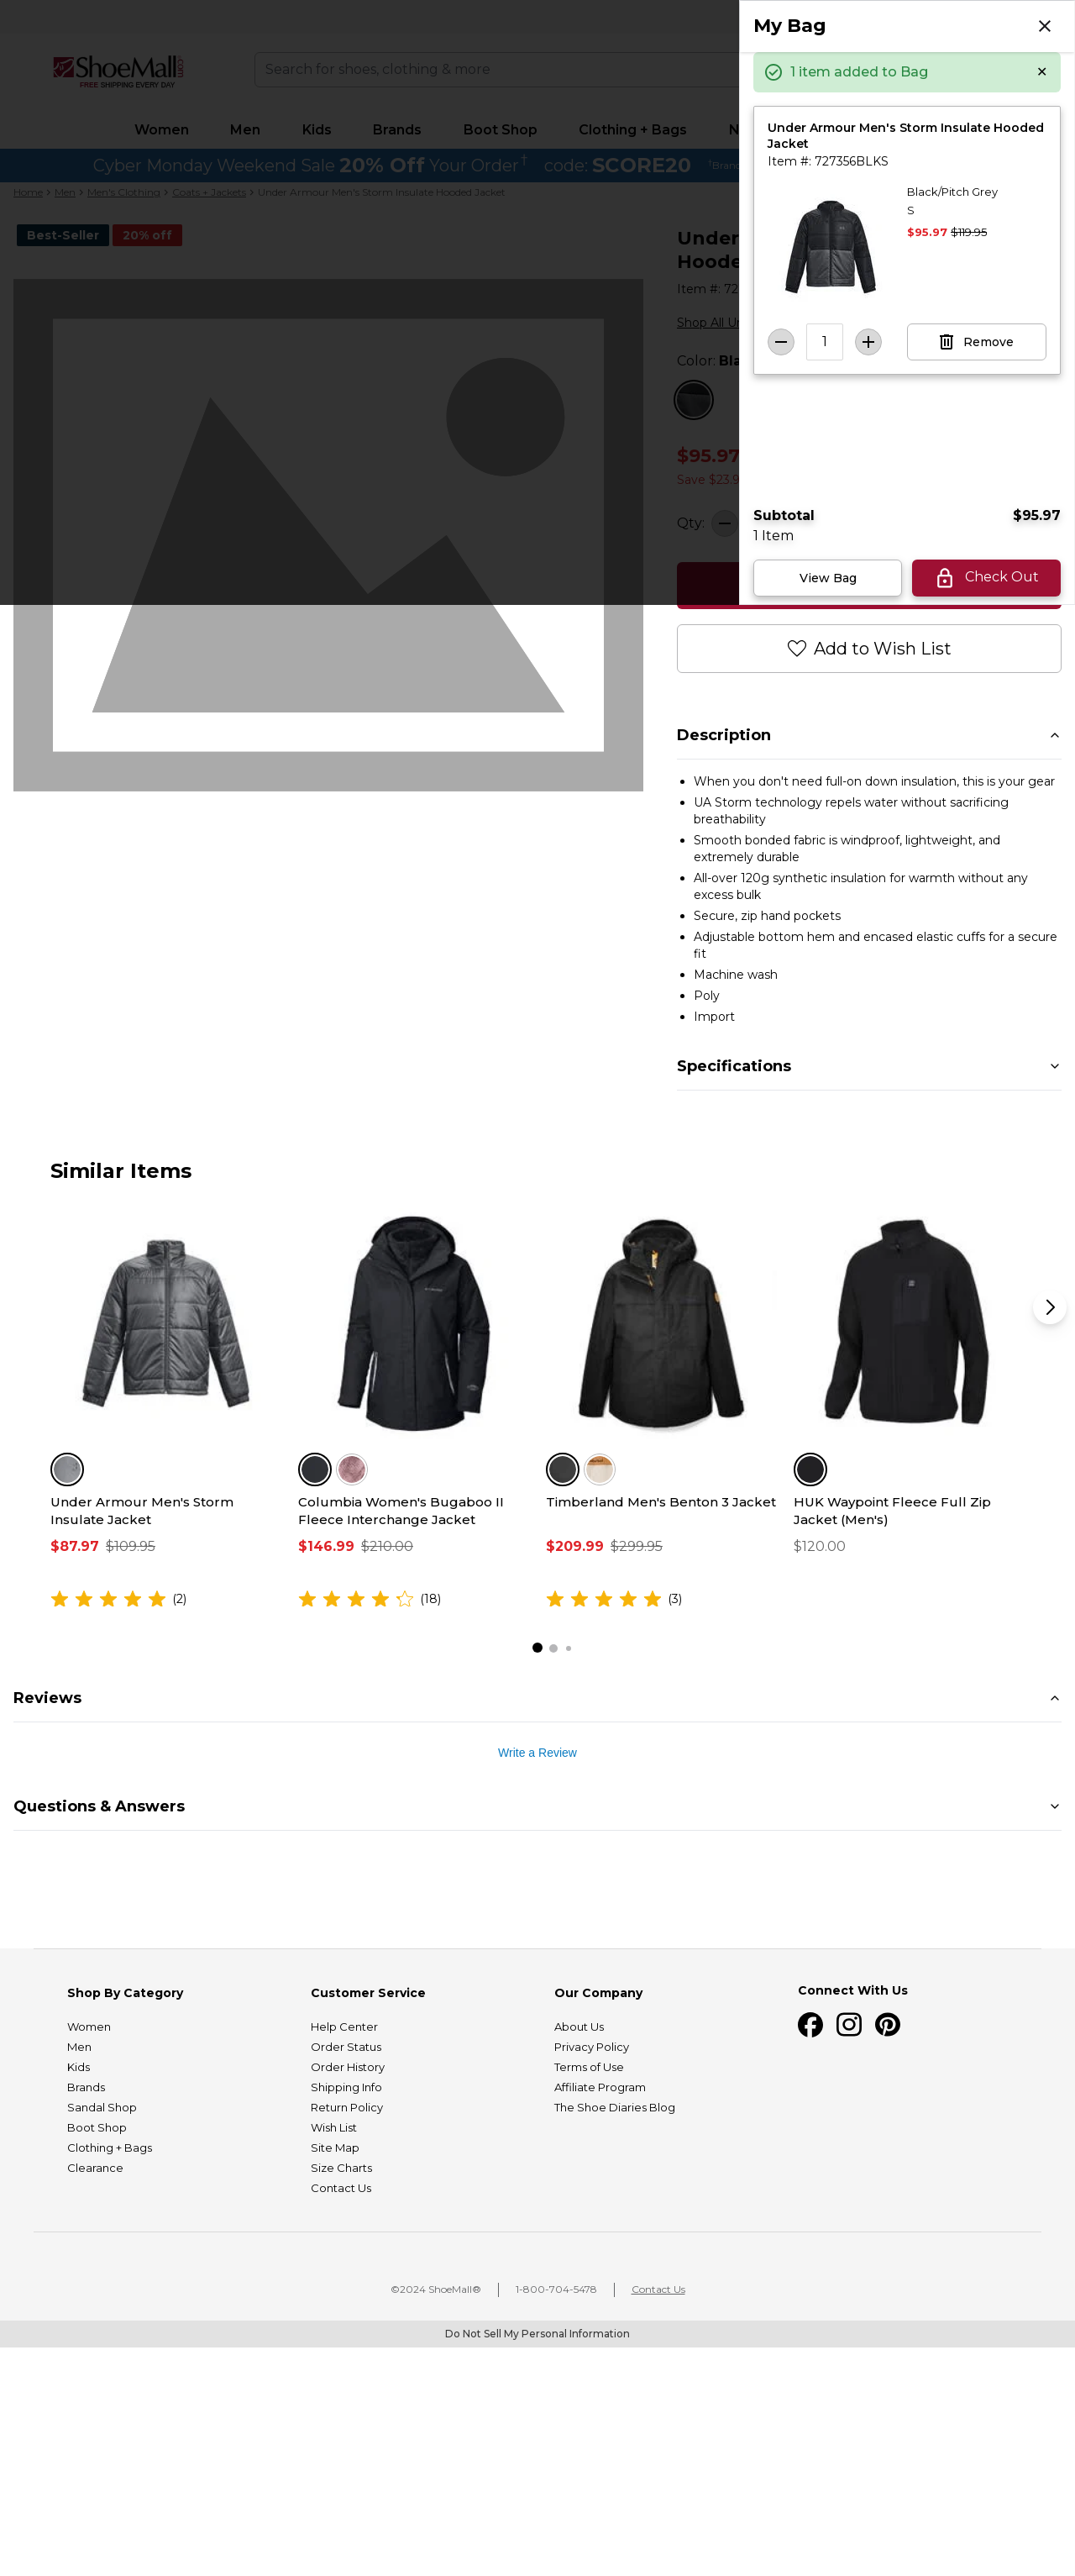 My Bag
1 item added to Bag
Under Armour Men's Storm Insulate Hooded
Jacket
Item #: 727356BLKS
Black/Pitch Grey
S
$95.97 $119.95
1
Remove
Subtotal $95.97
1 Item
View Bag Check Out
ShoeMall.com
FREE SHIPPING EVERY DAY
Search for shoes, clothing & more
Women Men Kids Brands Boot Shop Clothing + Bags N
Cyber Monday Weekend Sale 20% Off Your Order† code: SCORE20 †Brand
Home > Men > Men's Clothing > Coats + Jackets > Under Armour Men's Storm Insulate Hooded Jacket
Best-Seller 20% off
Under
Hoode
Item #: 72
Shop All Un
Color: Bla
$95.97
Save $23.9
Qty:
Add to Wish List
Description
• When you don't need full-on down insulation, this is your gear
• UA Storm technology repels water without sacrificing
breathability
• Smooth bonded fabric is windproof, lightweight, and
extremely durable
• All-over 120g synthetic insulation for warmth without any
excess bulk
• Secure, zip hand pockets
• Adjustable bottom hem and encased elastic cuffs for a secure
fit
• Machine wash
• Poly
• Import
Specifications
Similar Items
Under Armour Men's Storm
Insulate Jacket
$87.97 $109.95
(2)
Columbia Women's Bugaboo II
Fleece Interchange Jacket
$146.99 $210.00
(18)
Timberland Men's Benton 3 Jacket
$209.99 $299.95
(3)
HUK Waypoint Fleece Full Zip
Jacket (Men's)
$120.00
Reviews
Write a Review
Questions & Answers
Shop By Category
Women
Men
Kids
Brands
Sandal Shop
Boot Shop
Clothing + Bags
Clearance
Customer Service
Help Center
Order Status
Order History
Shipping Info
Return Policy
Wish List
Site Map
Size Charts
Contact Us
Our Company
About Us
Privacy Policy
Terms of Use
Affiliate Program
The Shoe Diaries Blog
Connect With Us
©2024 ShoeMall® 1-800-704-5478 Contact Us
Do Not Sell My Personal Information